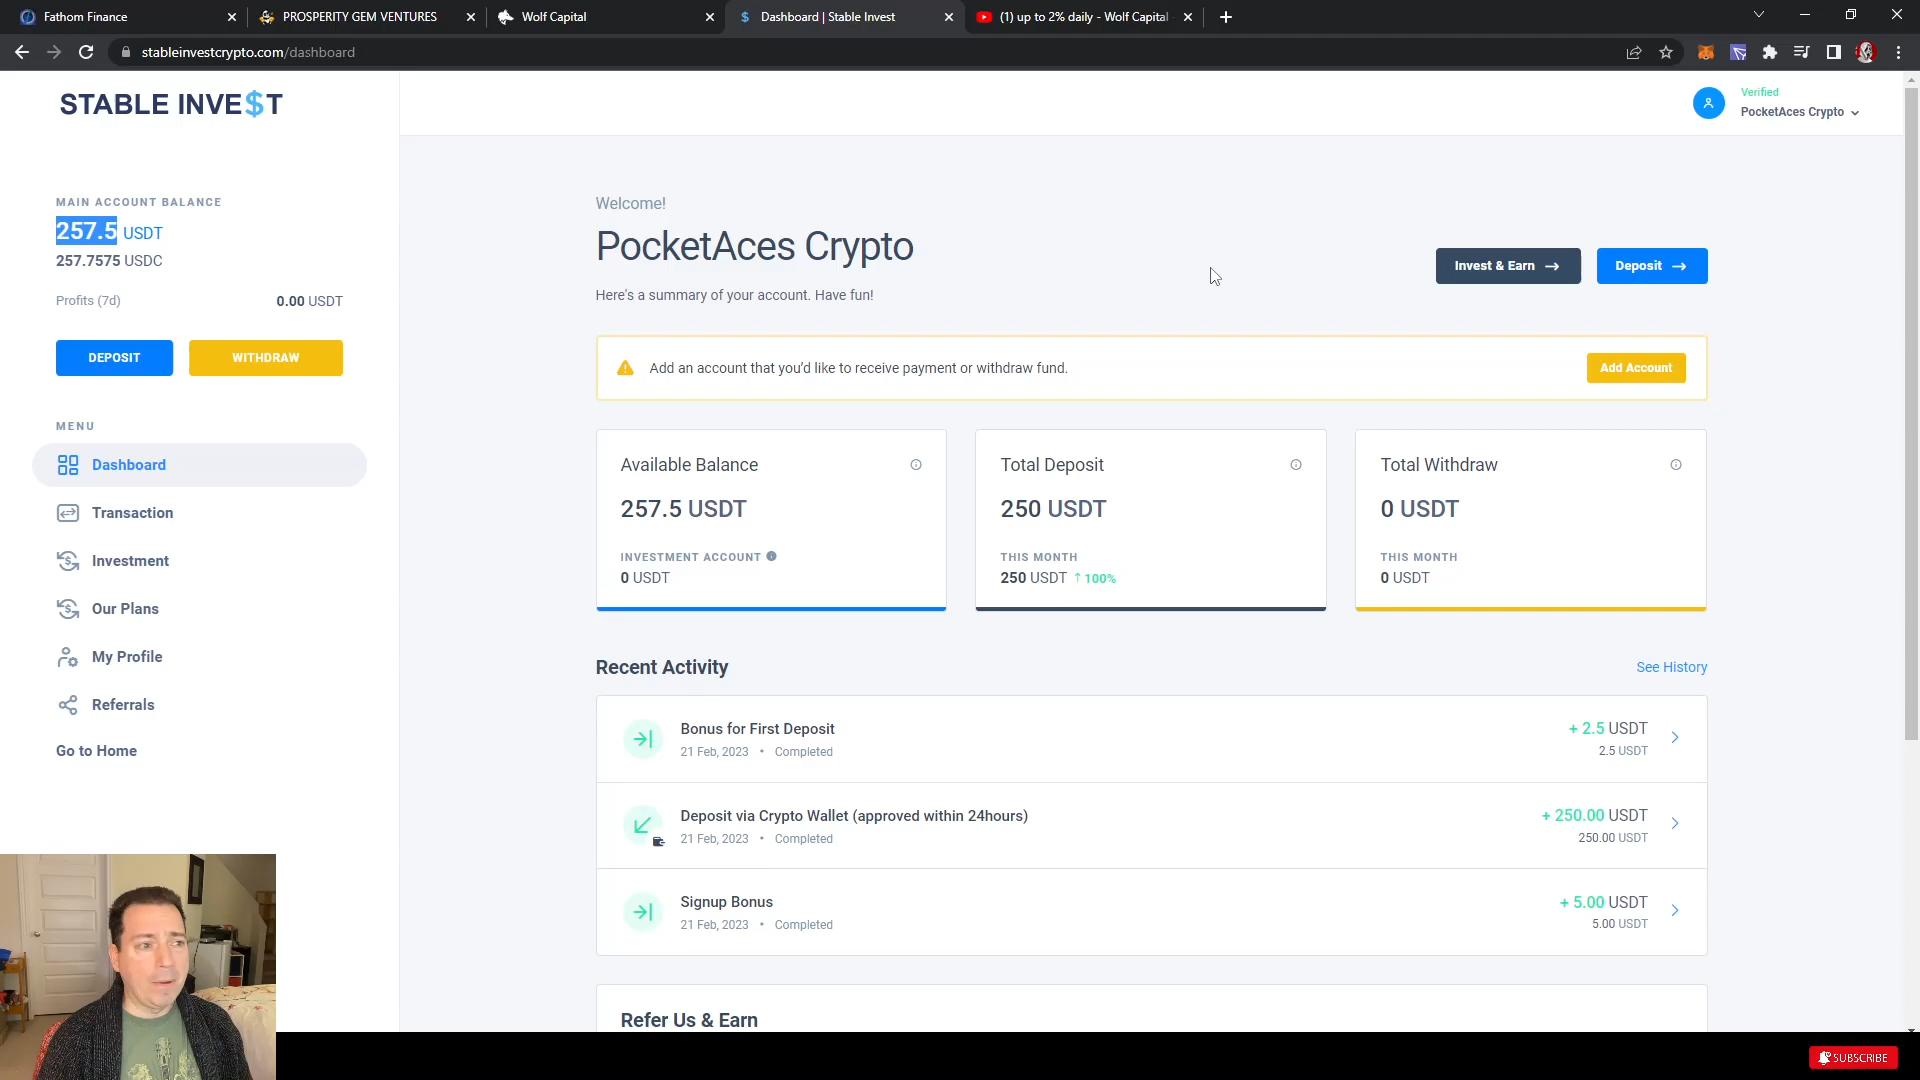 Fathom Finance
PROSPERITY GEM VENTURES
Wolf Capital
Dashboard | Stable Invest
(1) up to 2% daily - Wolf Capital
stableinvestcrypto.com/dashboard
STABLE INVE$T
Verified
PocketAces Crypto
MAIN ACCOUNT BALANCE
257.5 USDT
257.7575 USDC
Profits (7d) 0.00 USDT
DEPOSIT
WITHDRAW
MENU
Dashboard
Transaction
Investment
Our Plans
My Profile
Referrals
Go to Home
Welcome!
PocketAces Crypto
Here's a summary of your account. Have fun!
Invest & Earn
Deposit
Add an account that you'd like to receive payment or withdraw fund.
Add Account
Available Balance
257.5 USDT
INVESTMENT ACCOUNT
0 USDT
Total Deposit
250 USDT
THIS MONTH
250 USDT ↑ 100%
Total Withdraw
0 USDT
THIS MONTH
0 USDT
Recent Activity
See History
Bonus for First Deposit
21 Feb, 2023 • Completed
+ 2.5 USDT
2.5 USDT
Deposit via Crypto Wallet (approved within 24hours)
21 Feb, 2023 • Completed
+ 250.00 USDT
250.00 USDT
Signup Bonus
21 Feb, 2023 • Completed
+ 5.00 USDT
5.00 USDT
Refer Us & Earn
SUBSCRIBE